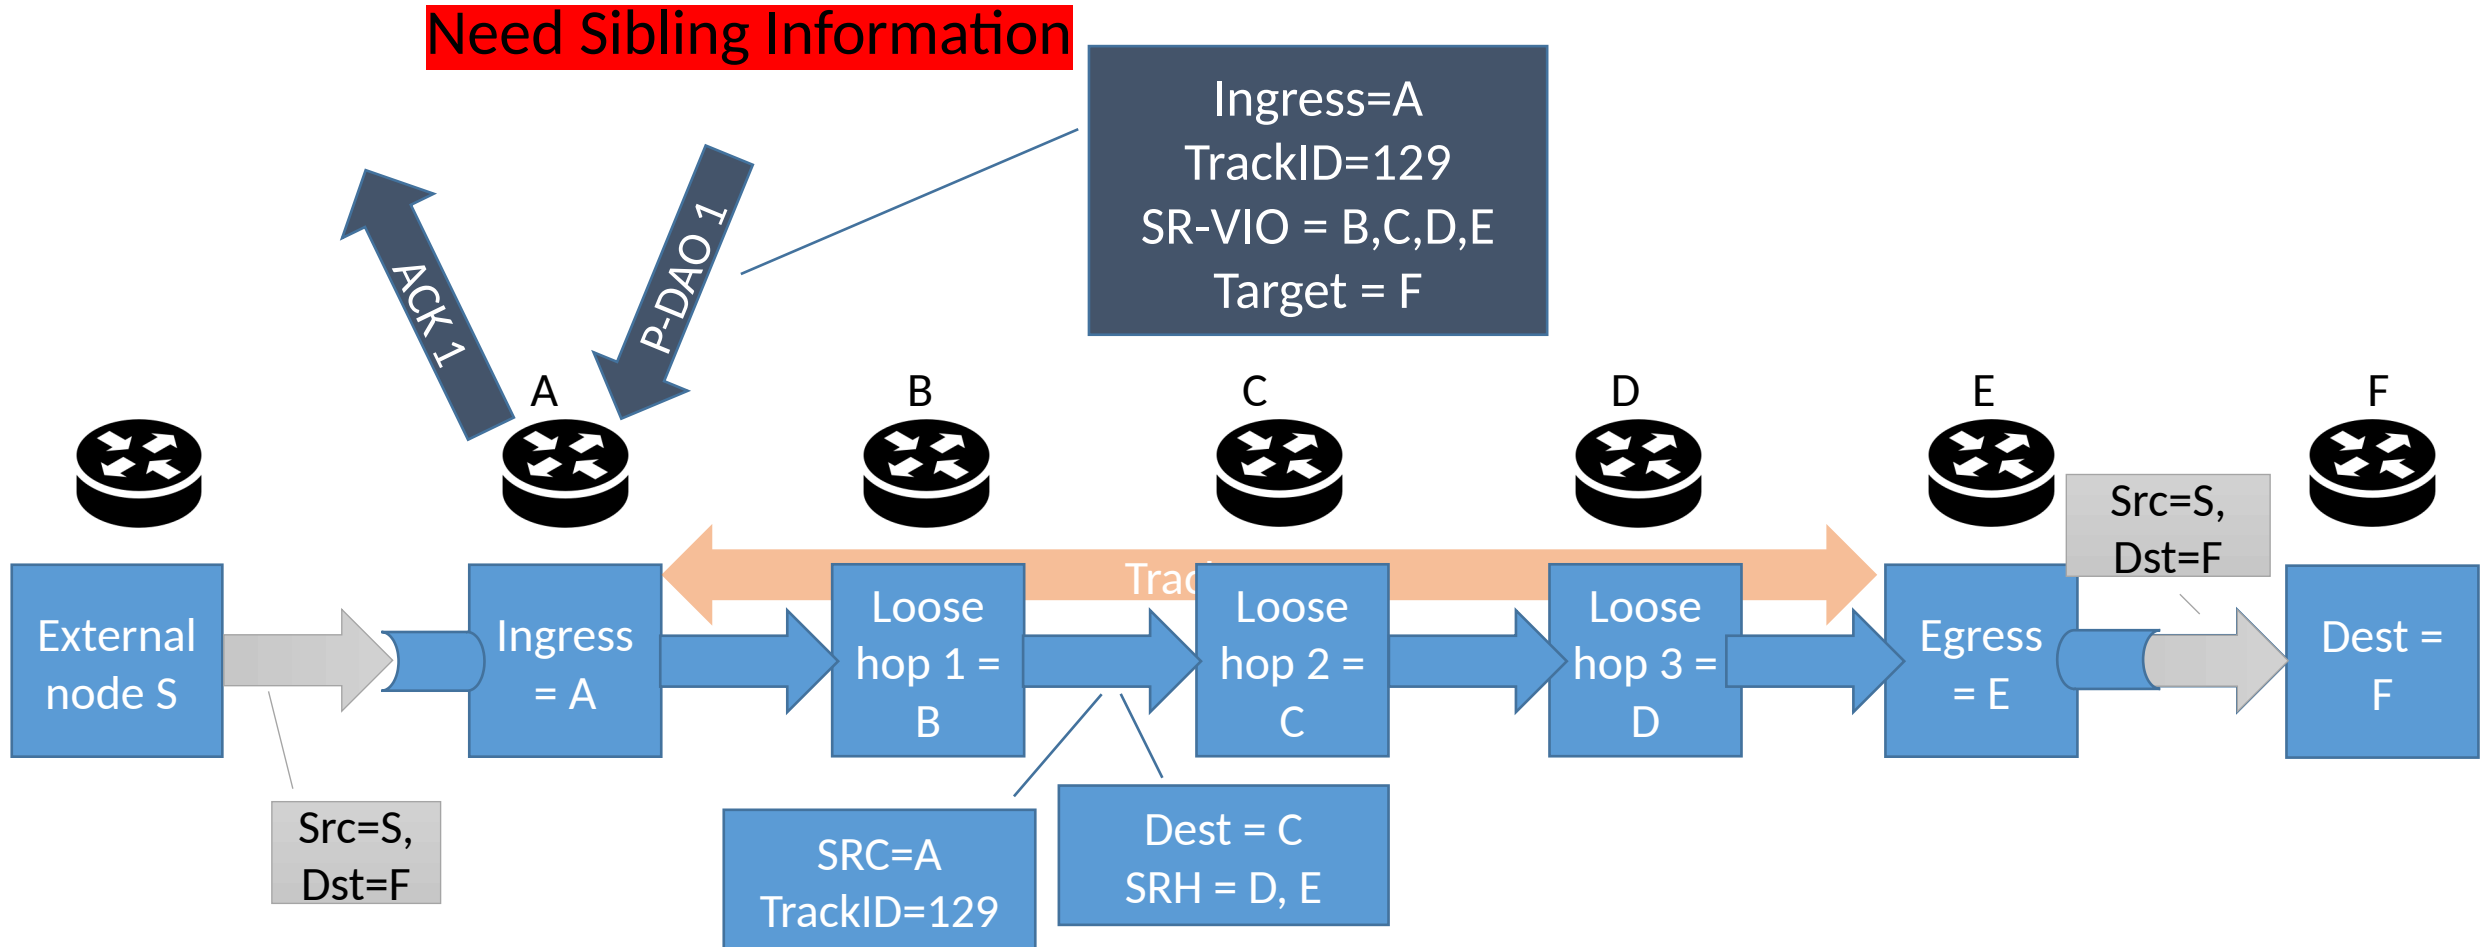 Need Sibling Information
Ingress=A
TrackID=129
SR-VIO = B,C,D,E
Target = F
ACK 1
P-DAO 1
A
B
C
D
E
F
Src=S,
Dst=F
External
node S
Ingress
= A
Loose
hop 1 =
B
Loose
hop 2 =
C
Loose
hop 3 =
D
Egress
= E
Dest =
F
Src=S,
Dst=F
SRC=A
TrackID=129
Dest = C
SRH = D, E